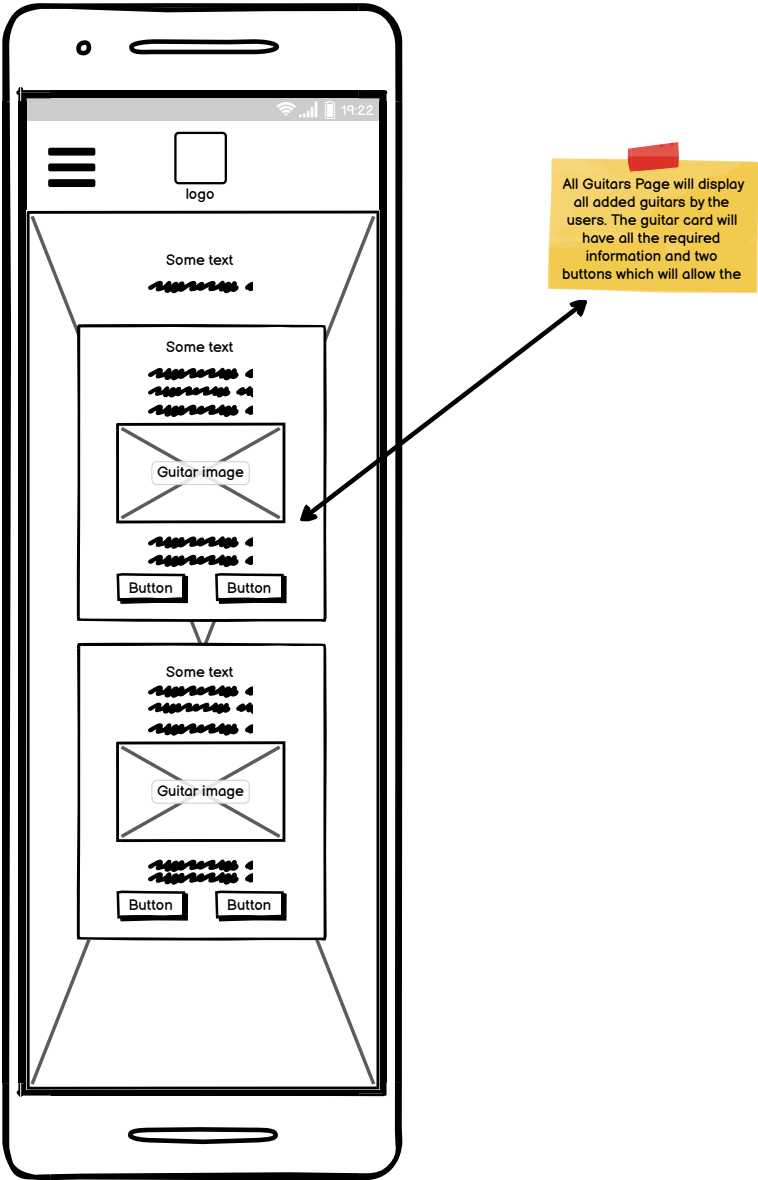 19:22
logo
All Guitars Page will display
all added guitars by the
users. The guitar card will
have all the required
information and two
buttons which will allow the
Some text
Some text
Guitar image
Button Button
Some text
Guitar image
Button Button